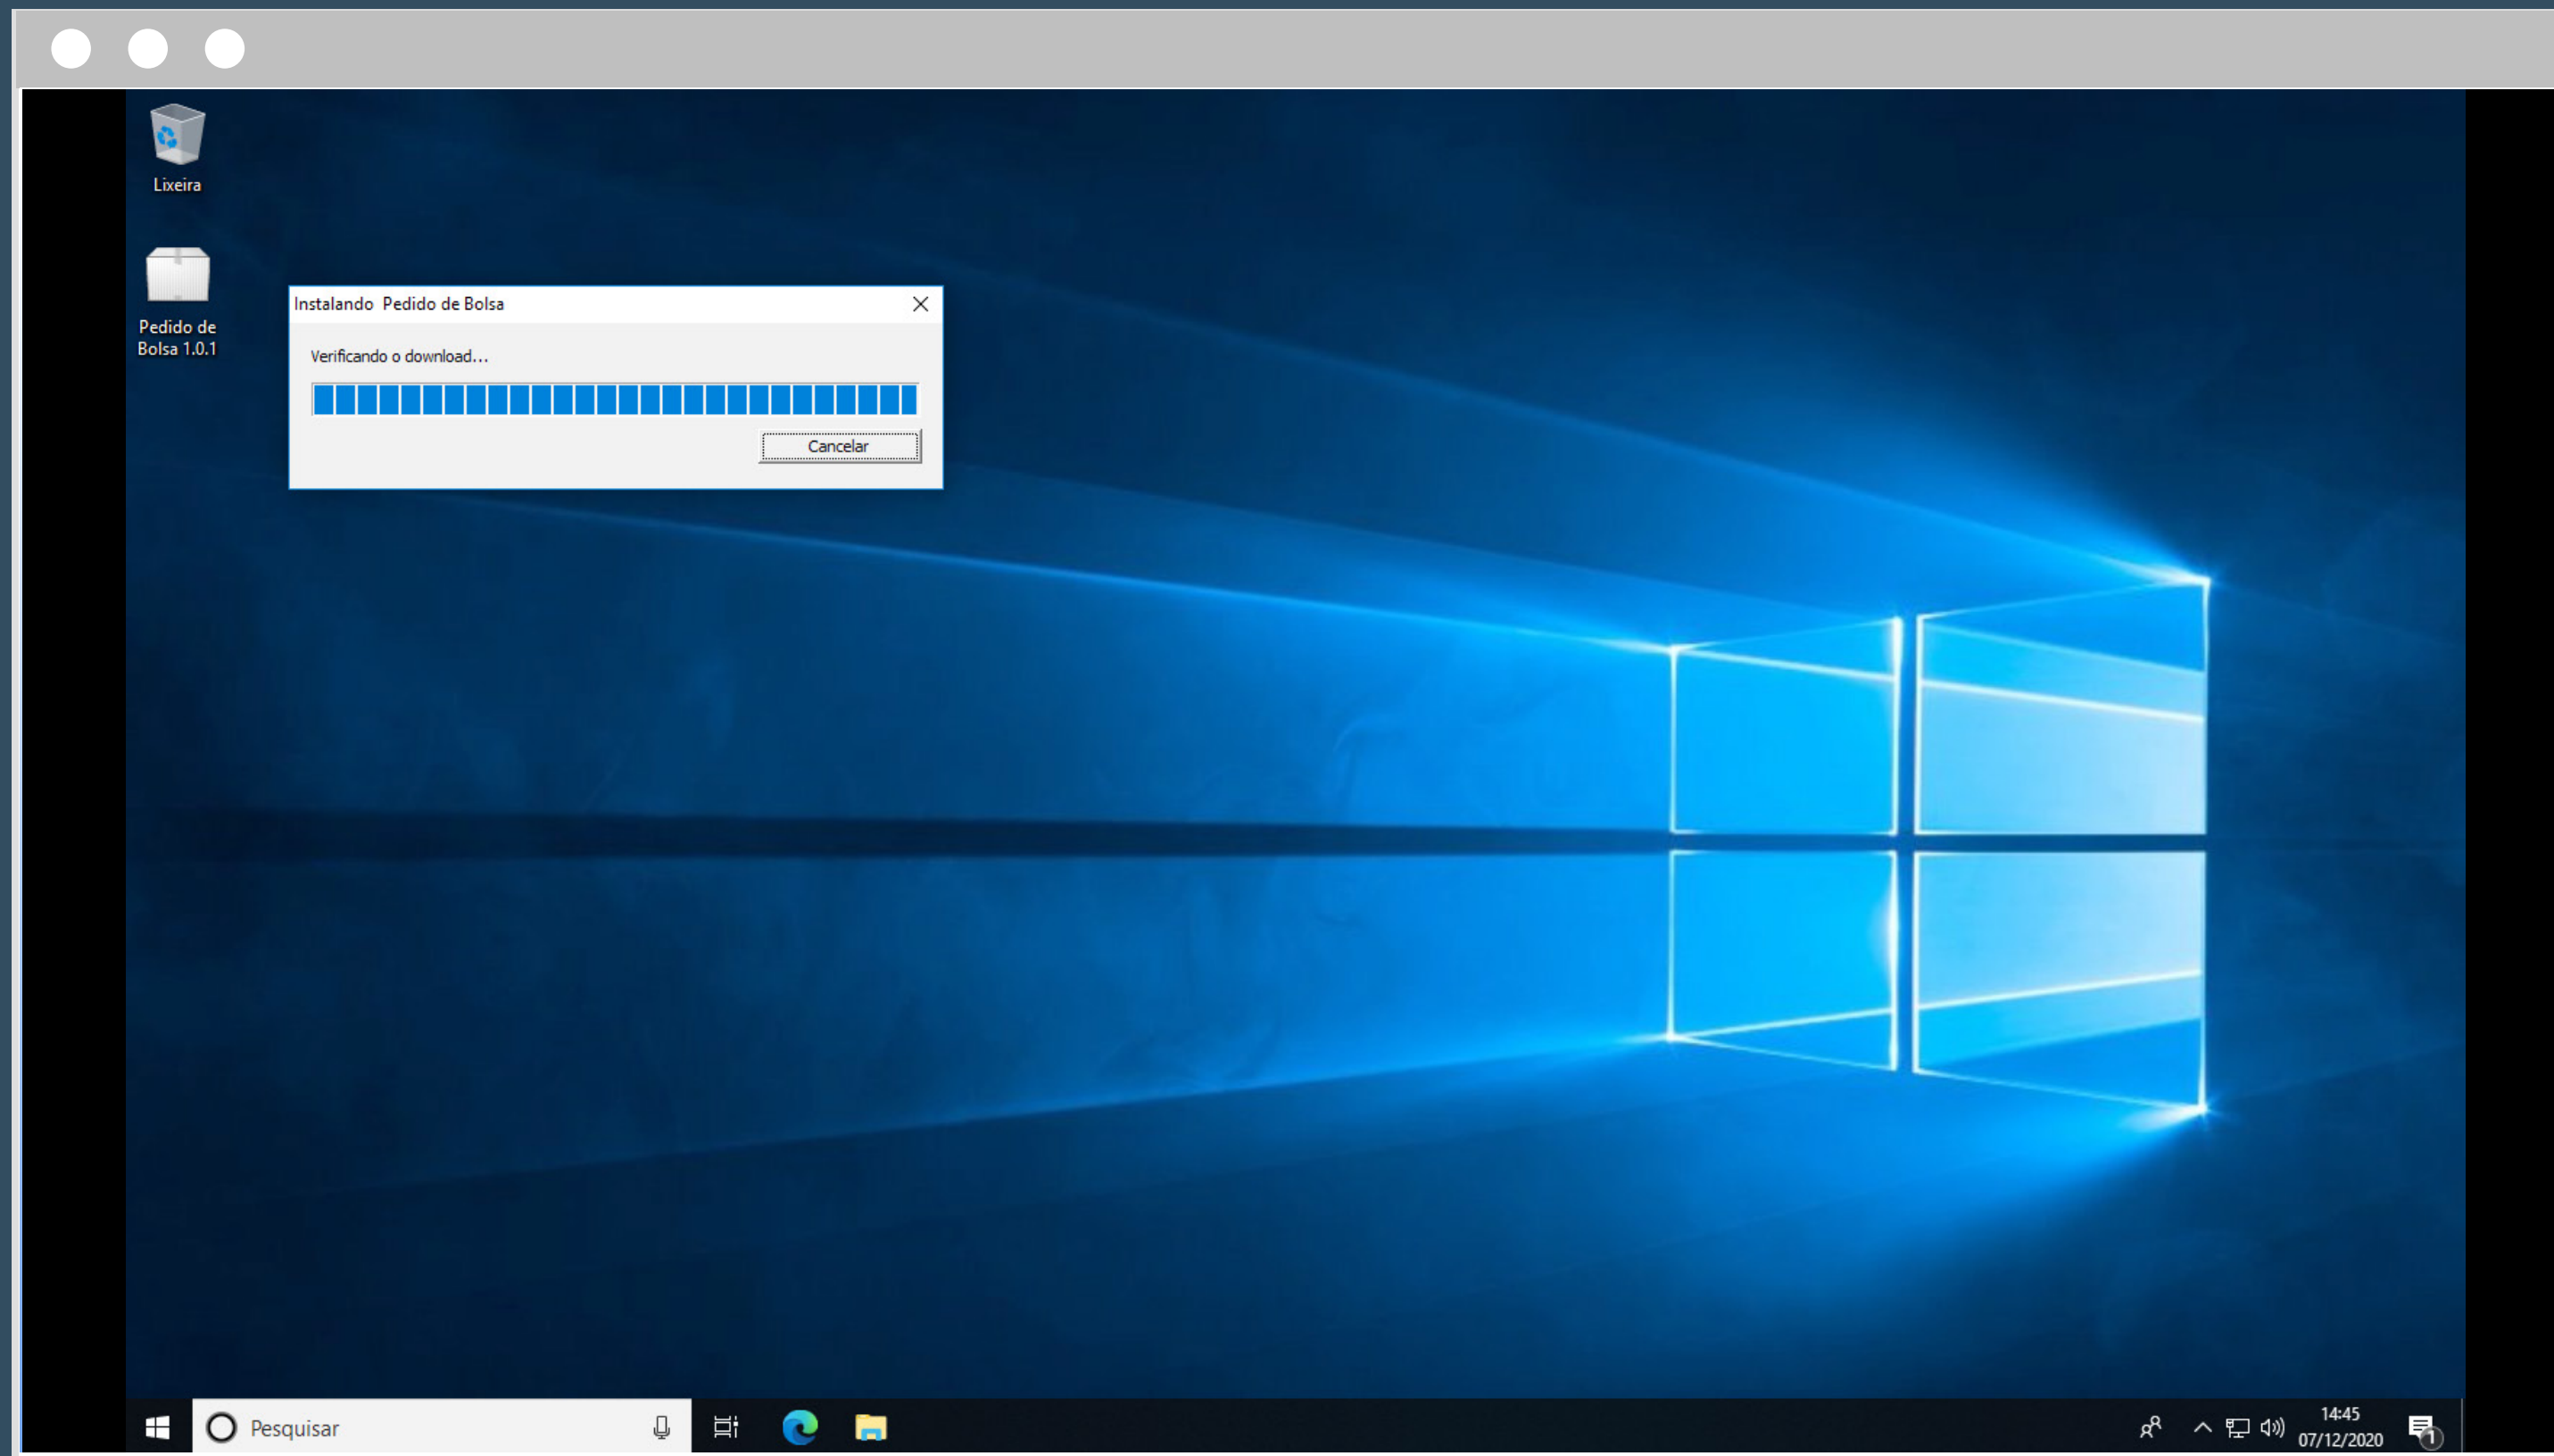 Lixeira
Pedido de
Bolsa 1.0.1
Instalando Pedido de Bolsa
Verificando o download...
Cancelar
Pesquisar
14:45
07/12/2020
1